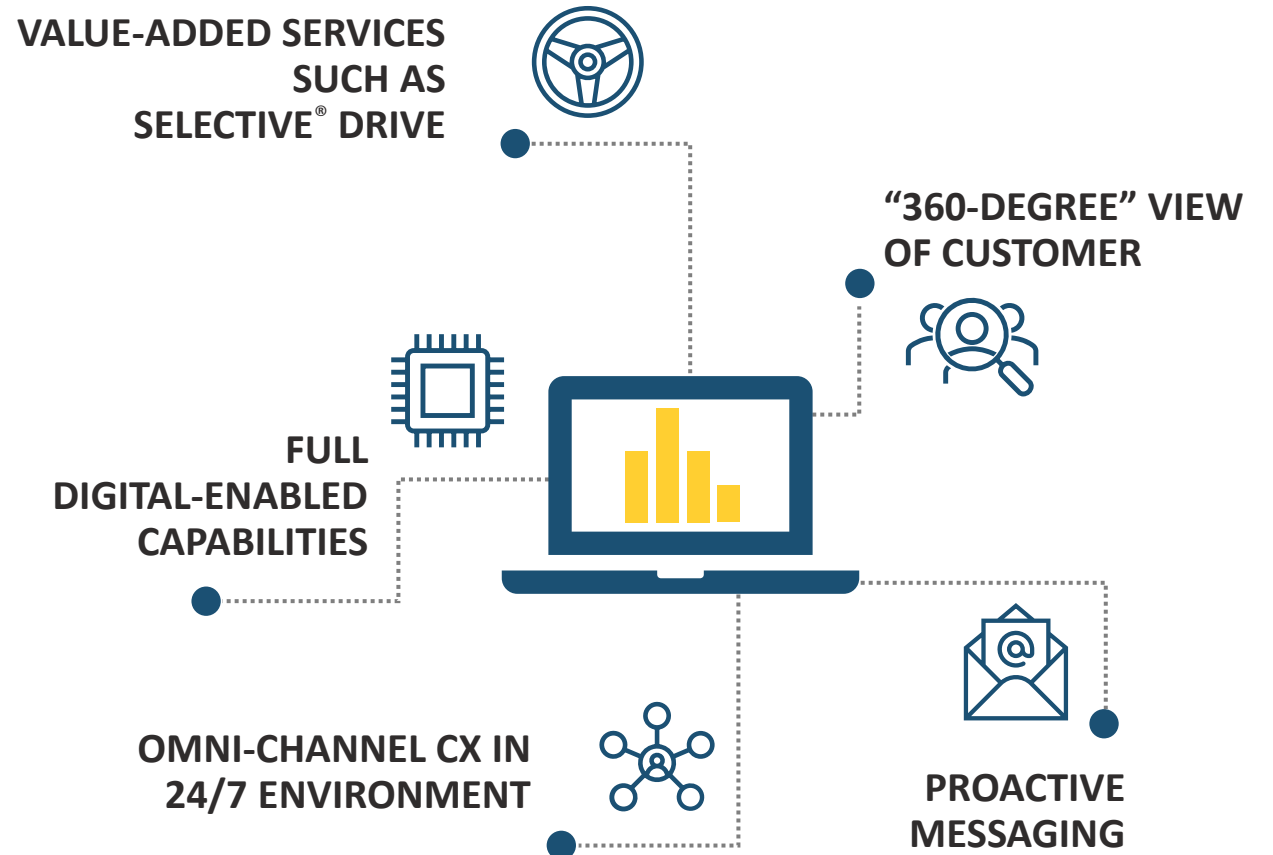 VALUE-ADDED SERVICES
SUCH AS
SELECTIVE® DRIVE
“360-DEGREE” VIEW
OF CUSTOMER
FULL
DIGITAL-ENABLED
CAPABILITIES
@
OMNI-CHANNEL CX IN
24/7 ENVIRONMENT
PROACTIVE
MESSAGING